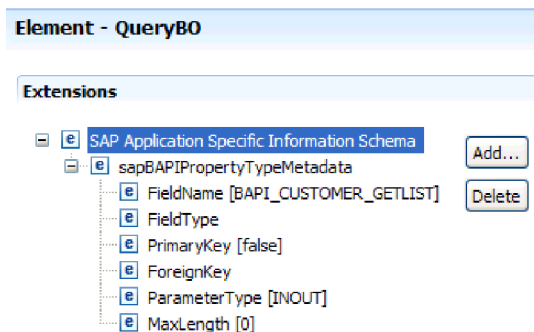 Element - QueryBO
Extensions
SAP Application Specific Information Schema
Add...
sapBAPIPropertyTypeMetadata
FieldName [BAPI_CUSTOMER_GETLIST]
Delete
FieldType
PrimaryKey [false]
ForeignKey
ParameterType [INOUT]
MaxLength [0]